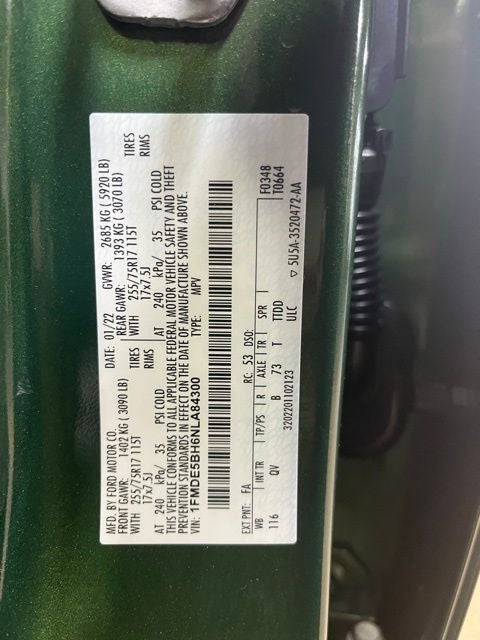 MFD. BY FORD MOTOR CO. 01/22 GVWR: 2685 KG ( 5920 LB)
FRONT GAWR: 1402 KG ( 3090 LB) REAR GAWR: 1393 KG ( 3070 LB)
WITH 255/75R17 115T TIRES WITH 255/75R17 115T TIRES
17x7.5J RIMS 17x7.5J RIMS
AT 240 kPa/ 35 PSI COLD AT 240 kPa/ 35 PSI COLD
THIS VEHICLE CONFORMS TO ALL APPLICABLE FEDERAL MOTOR VEHICLE SAFETY AND THEFT
PREVENTION STANDARDS IN EFFECT ON THE DATE OF MANUFACTURE SHOWN ABOVE.
VIN: 1FMDE5BH6NLA84300 TYPE: MPV
EXT PNT: FA RC: 53 DSO: F0348
WB INT TR TP/PS R AXLE TR SPR T0664
116 QV B 73 T TTDD
3202201102123 ULC ▽ 5U5A-3520472-AA